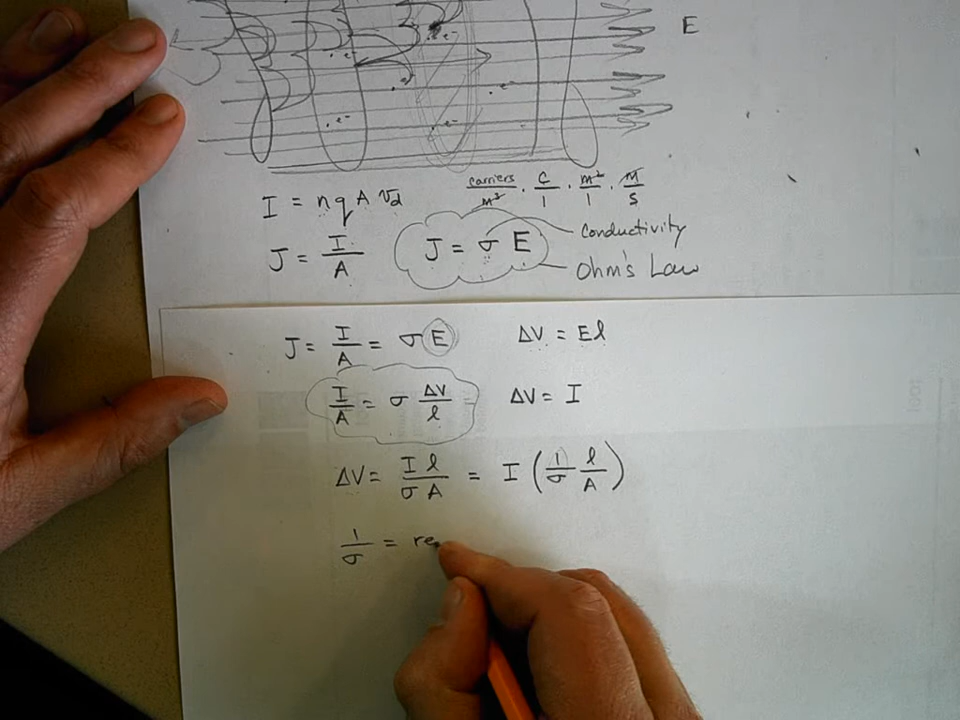 E
e⁻
e⁻
e⁻
e⁻
e⁻
I = n q A v_d carriers/m³ · C/1 · m²/1 · m/s
J = I/A J = σ E Conductivity
Ohm's Law
J = I/A = σ E ΔV = E l
I/A = σ ΔV/l ΔV = I
ΔV = I l/σ A = I (1/σ l/A)
1/σ = re